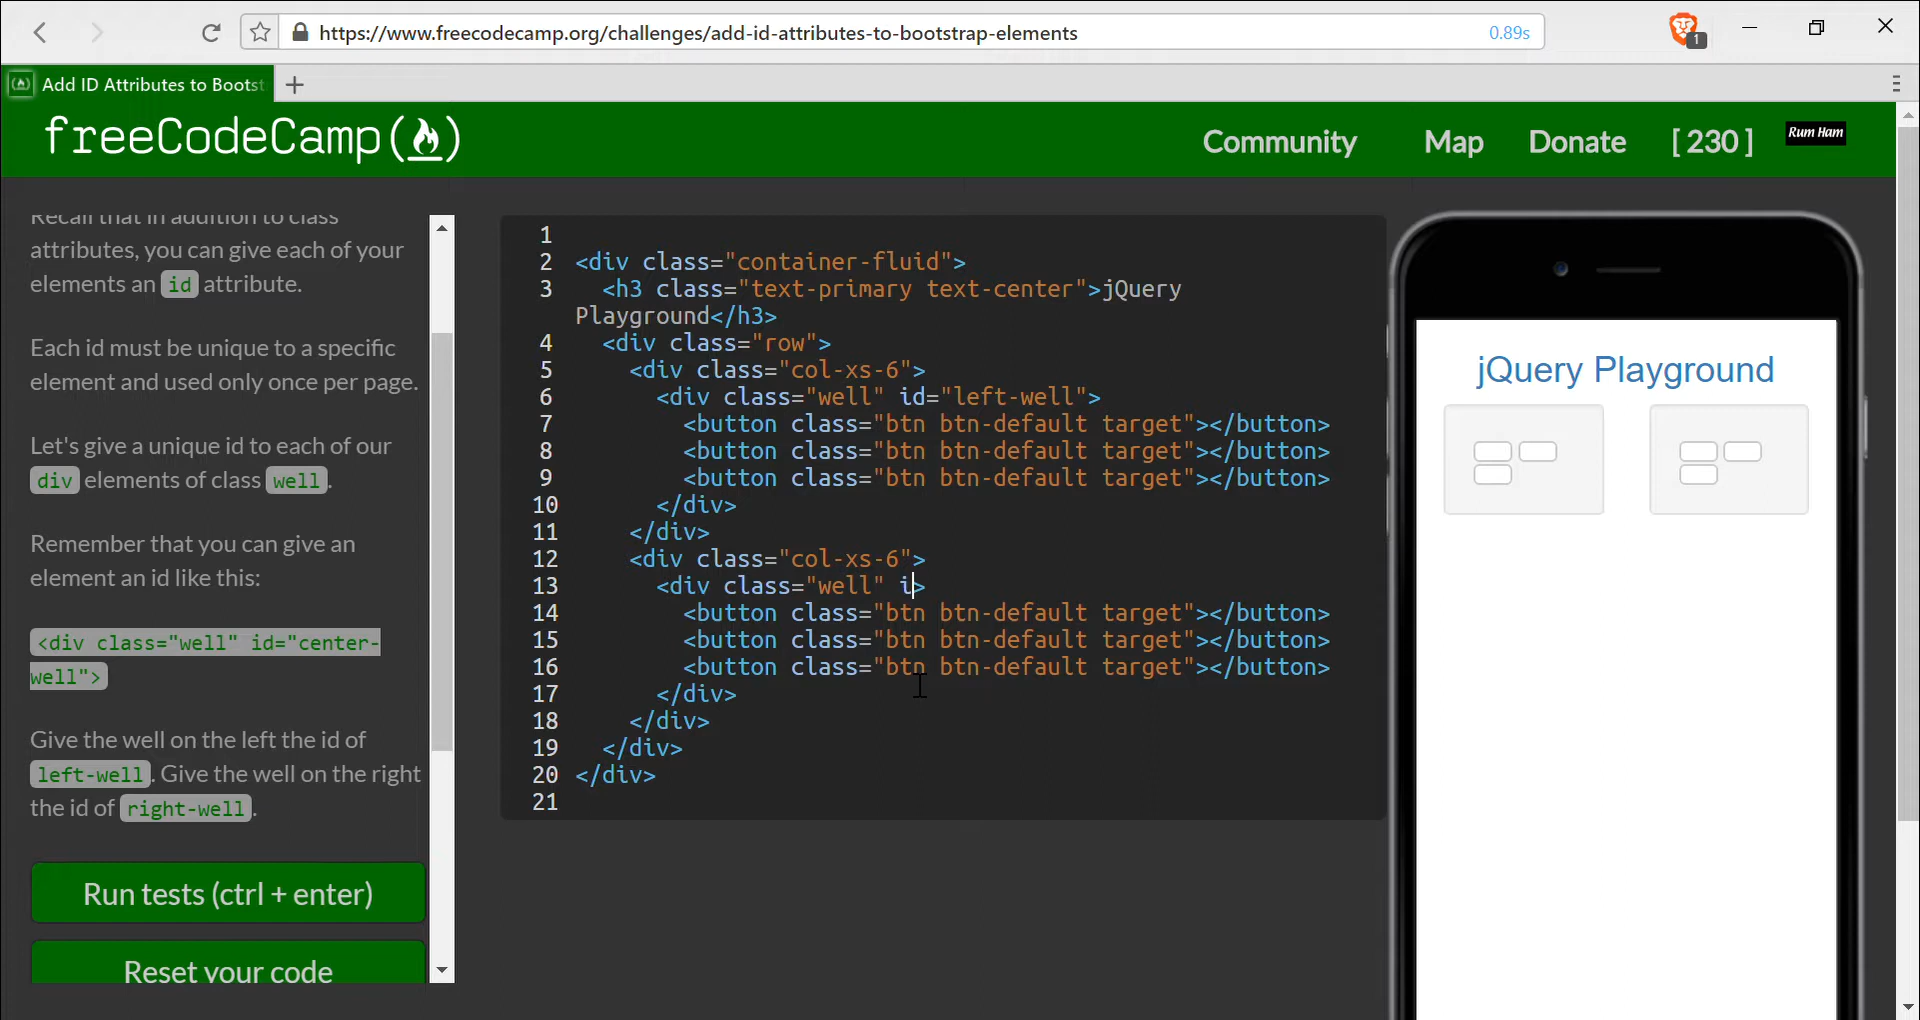 https://www.freecodecamp.org/challenges/add-id-attributes-to-bootstrap-elements
0.89s
1
Add ID Attributes to Bootst
freeCodeCamp(🔥)
Community
Map
Donate
[ 230 ]
Rum Ham
Recall that in addition to class
attributes, you can give each of your
elements an id attribute.
Each id must be unique to a specific
element and used only once per page.
Let's give a unique id to each of our
div elements of class well.
Remember that you can give an
element an id like this:
<div class="well" id="center-
well">
Give the well on the left the id of
left-well. Give the well on the right
the id of right-well.
Run tests (ctrl + enter)
Reset your code
1
2 <div class="container-fluid">
3 <h3 class="text-primary text-center">jQuery
Playground</h3>
4 <div class="row">
5 <div class="col-xs-6">
6 <div class="well" id="left-well">
7 <button class="btn btn-default target"></button>
8 <button class="btn btn-default target"></button>
9 <button class="btn btn-default target"></button>
10 </div>
11 </div>
12 <div class="col-xs-6">
13 <div class="well" i>
14 <button class="btn btn-default target"></button>
15 <button class="btn btn-default target"></button>
16 <button class="btn btn-default target"></button>
17 </div>
18 </div>
19 </div>
20 </div>
21
jQuery Playground